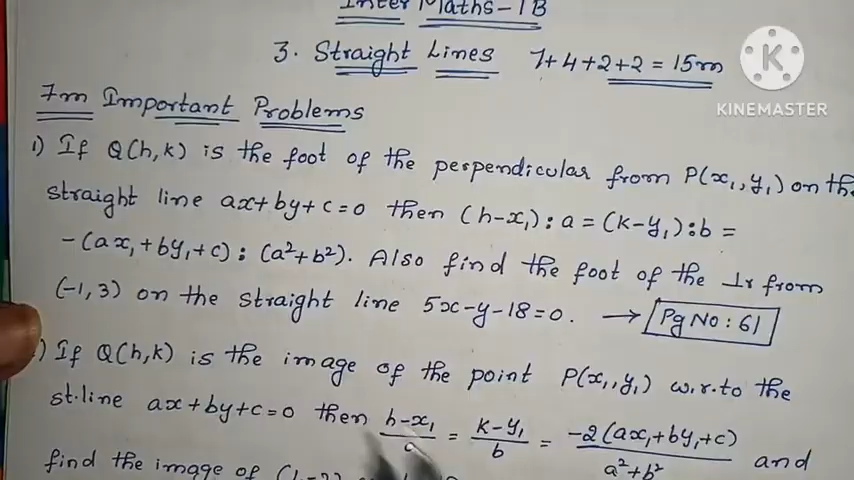 Inter Maths-1B
3. Straight Lines 7+4+2+2 = 15m
KINEMASTER
7m Important Problems
1) If Q(h,k) is the foot of the perpendicular from P(x₁,y₁) on the
straight line ax+by+c=0 then (h-x₁):a = (k-y₁):b =
-(ax₁+by₁+c) : (a²+b²). Also find the foot of the ⊥r from
(-1,3) on the straight line 5x-y-18=0. → Pg No: 61
) If Q(h,k) is the image of the point P(x₁,y₁) w.r.to the
st.line ax+by+c=0 then h-x₁/a = k-y₁/b = -2(ax₁+by₁+c)/a²+b² and
find the image of